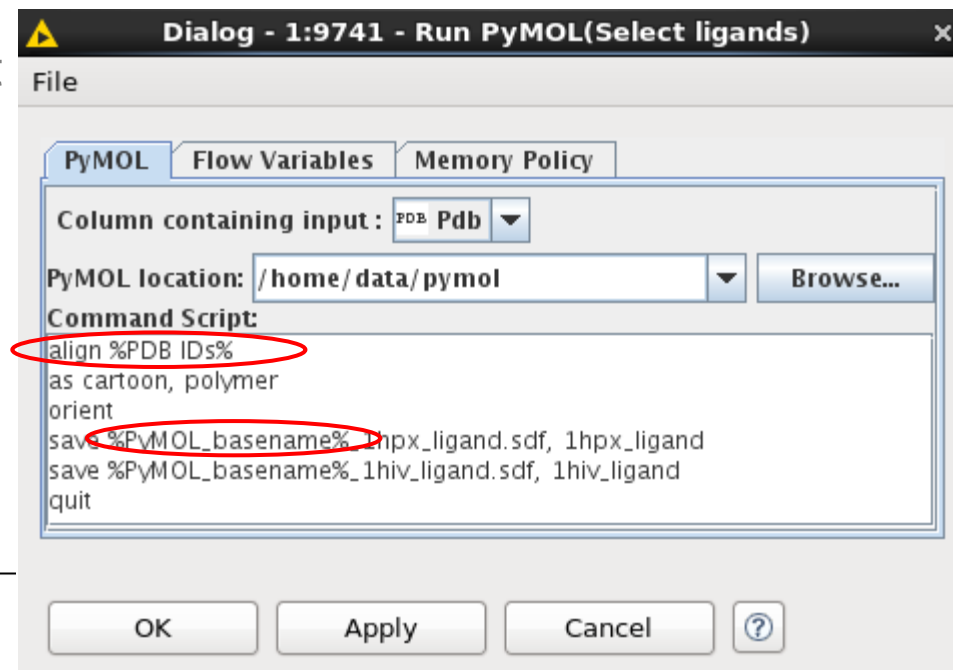 Dialog - 1:9741 - Run PyMOL(Select ligands)
File
PyMOL Flow Variables Memory Policy
Column containing input : PDB Pdb
PyMOL location: /home/data/pymol Browse...
Command Script:
align %PDB IDs%
as cartoon, polymer
orient
save %PyMOL_basename%_1hpx_ligand.sdf, 1hpx_ligand
save %PyMOL_basename%_1hiv_ligand.sdf, 1hiv_ligand
quit
OK Apply Cancel ?